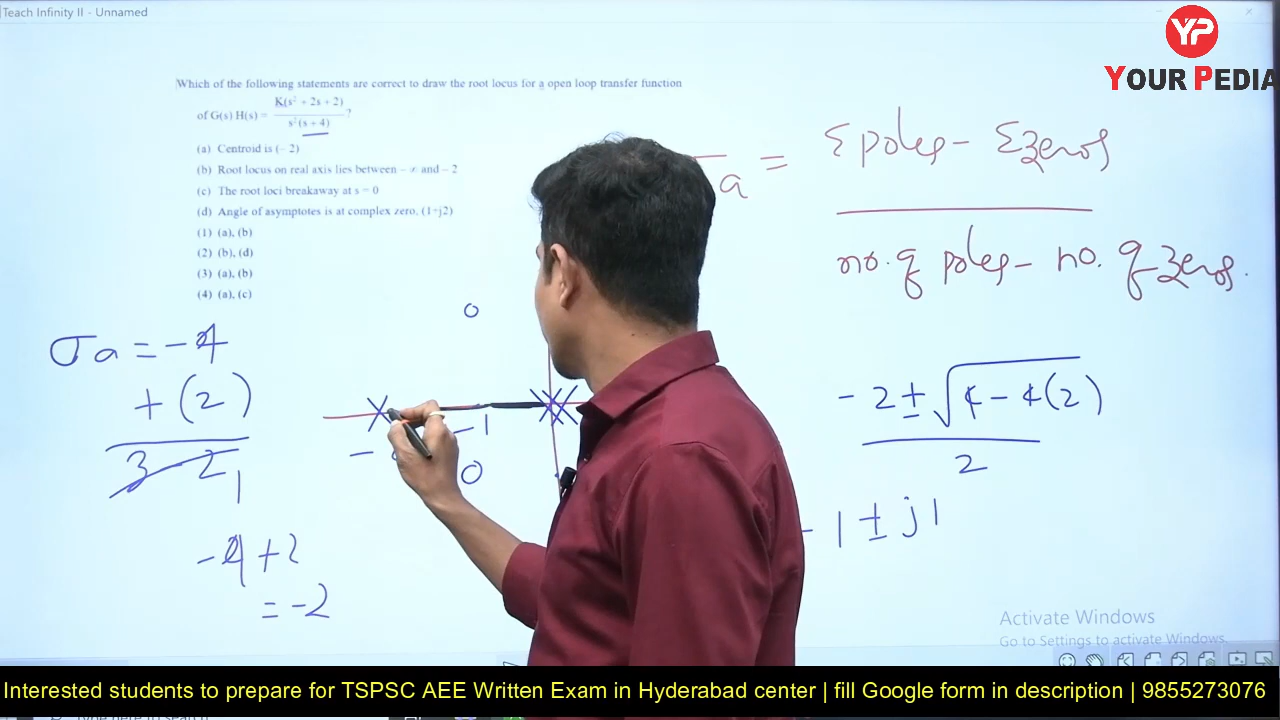 Teach Infinity II - Unnamed
YP
YOUR PEDIA
Which of the following statements are correct to draw the root locus for a open loop transfer function
of G(s) H(s) = K(s² + 2s + 2) / s²(s + 4) ?
(a) Centroid is (– 2)
(b) Root locus on real axis lies between – ∞ and – 2
(c) The root loci breakaway at s = 0
(d) Angle of asymptotes is at complex zero, (1+j2)
(1) (a), (b)
(2) (b), (d)
(3) (a), (b)
(4) (a), (c)
a = Σ poles - Σ zeros
no. of poles - no. of zeros.
σa = -4
+ (2)
3-2
1
-4 + 2
= -2
-1
- 2 ± √4 - 4(2)
2
- 1 ± j1
Activate Windows
Go to Settings to activate Windows.
Interested students to prepare for TSPSC AEE Written Exam in Hyderabad center | fill Google form in description | 9855273076